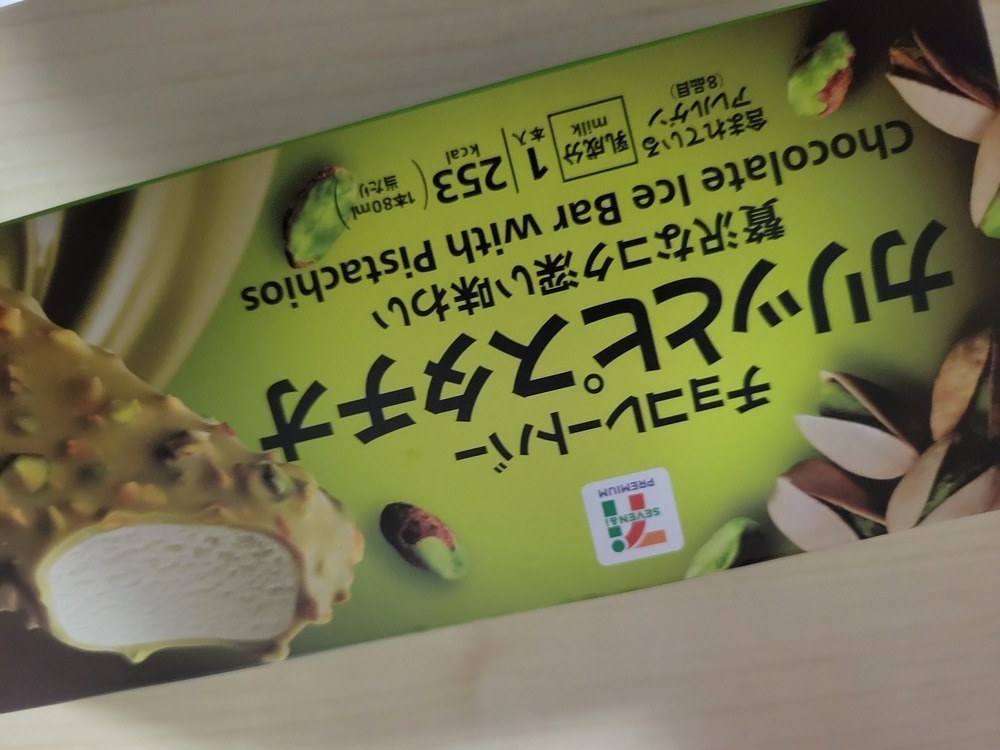 SEVEN&i
PREMIUM
チョコレートバー
カリッとピスタチオ
贅沢なコク深い味わい
Chocolate Ice Bar with Pistachios
含まれている
アレルゲン
(8品目)
乳成分
milk
1本入
253kcal
(1本80ml当たり)